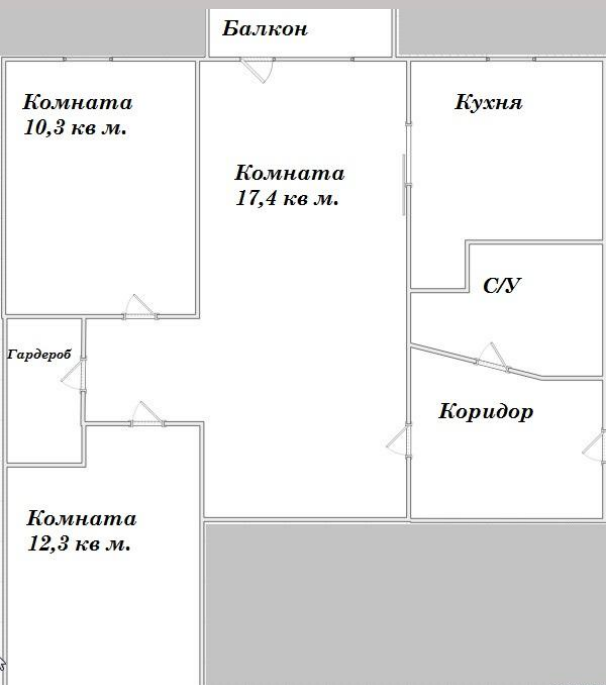 Балкон
Комната
10,3 кв м.
Кухня
Комната
17,4 кв м.
С/У
Гардероб
Коридор
Комната
12,3 кв м.